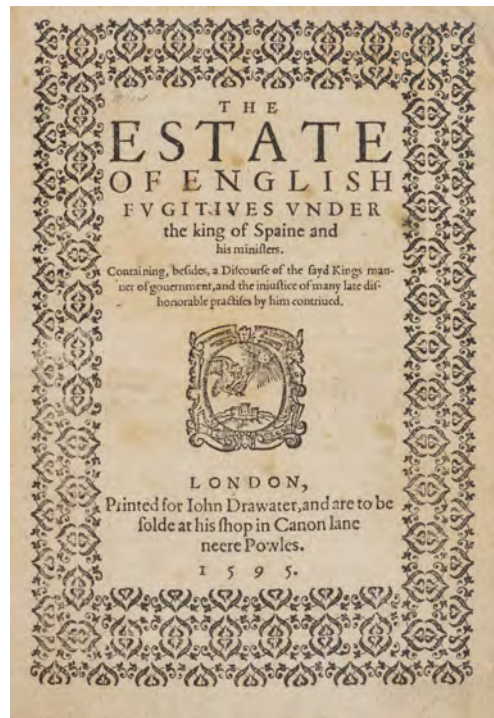 THE
ESTATE
OF ENGLISH
FVGITIVES VNDER
the king of Spaine and
his miniſters.
Containing, beſides, a Diſcourſe of the ſayd Kings man-
ner of gouernment, and the iniuſtice of many late diſ-
honorable practiſes by him contriued.
LONDON,
Printed for Iohn Drawater, and are to be
ſolde at his ſhop in Canon lane
neere Powles.
1595.